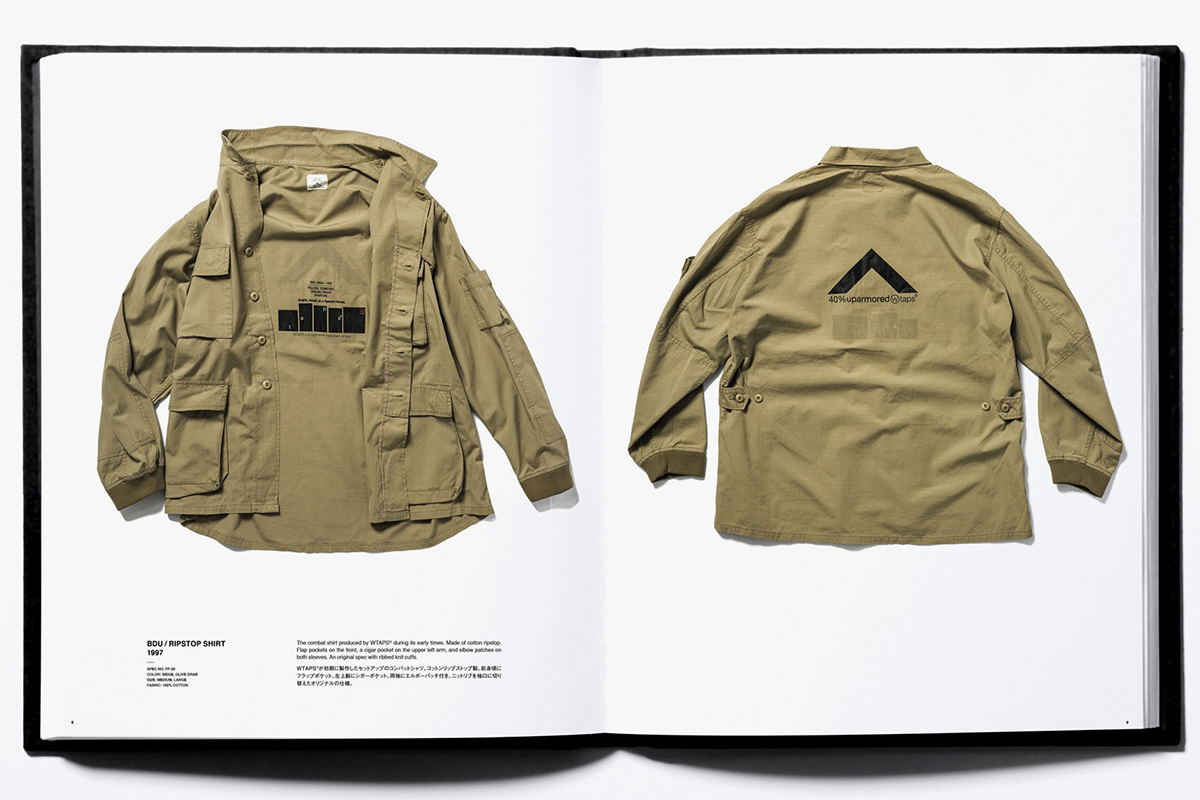 WTAPS—Recon as a Special Forces.
40%uparmored Ⓦtaps®
BDU / RIPSTOP SHIRT
1997
SPEC NO. FP-29
COLOR: BEIGE, OLIVE DRAB
SIZE: MEDIUM, LARGE
FABRIC: 100% COTTON
The combat shirt produced by WTAPS® during its early times. Made of cotton ripstop.
Flap pockets on the front, a cigar pocket on the upper left arm, and elbow patches on
both sleeves. An original spec with ribbed knit cuffs.
WTAPS®が初期に製作したセットアップのコンバットシャツ。コットンリップストップ製。前身頃に
フラップポケット、左上腕にシガーポケット、両袖にエルボーパッチ付き。ニットリブを袖口に切り
替えたオリジナルの仕様。
8
9